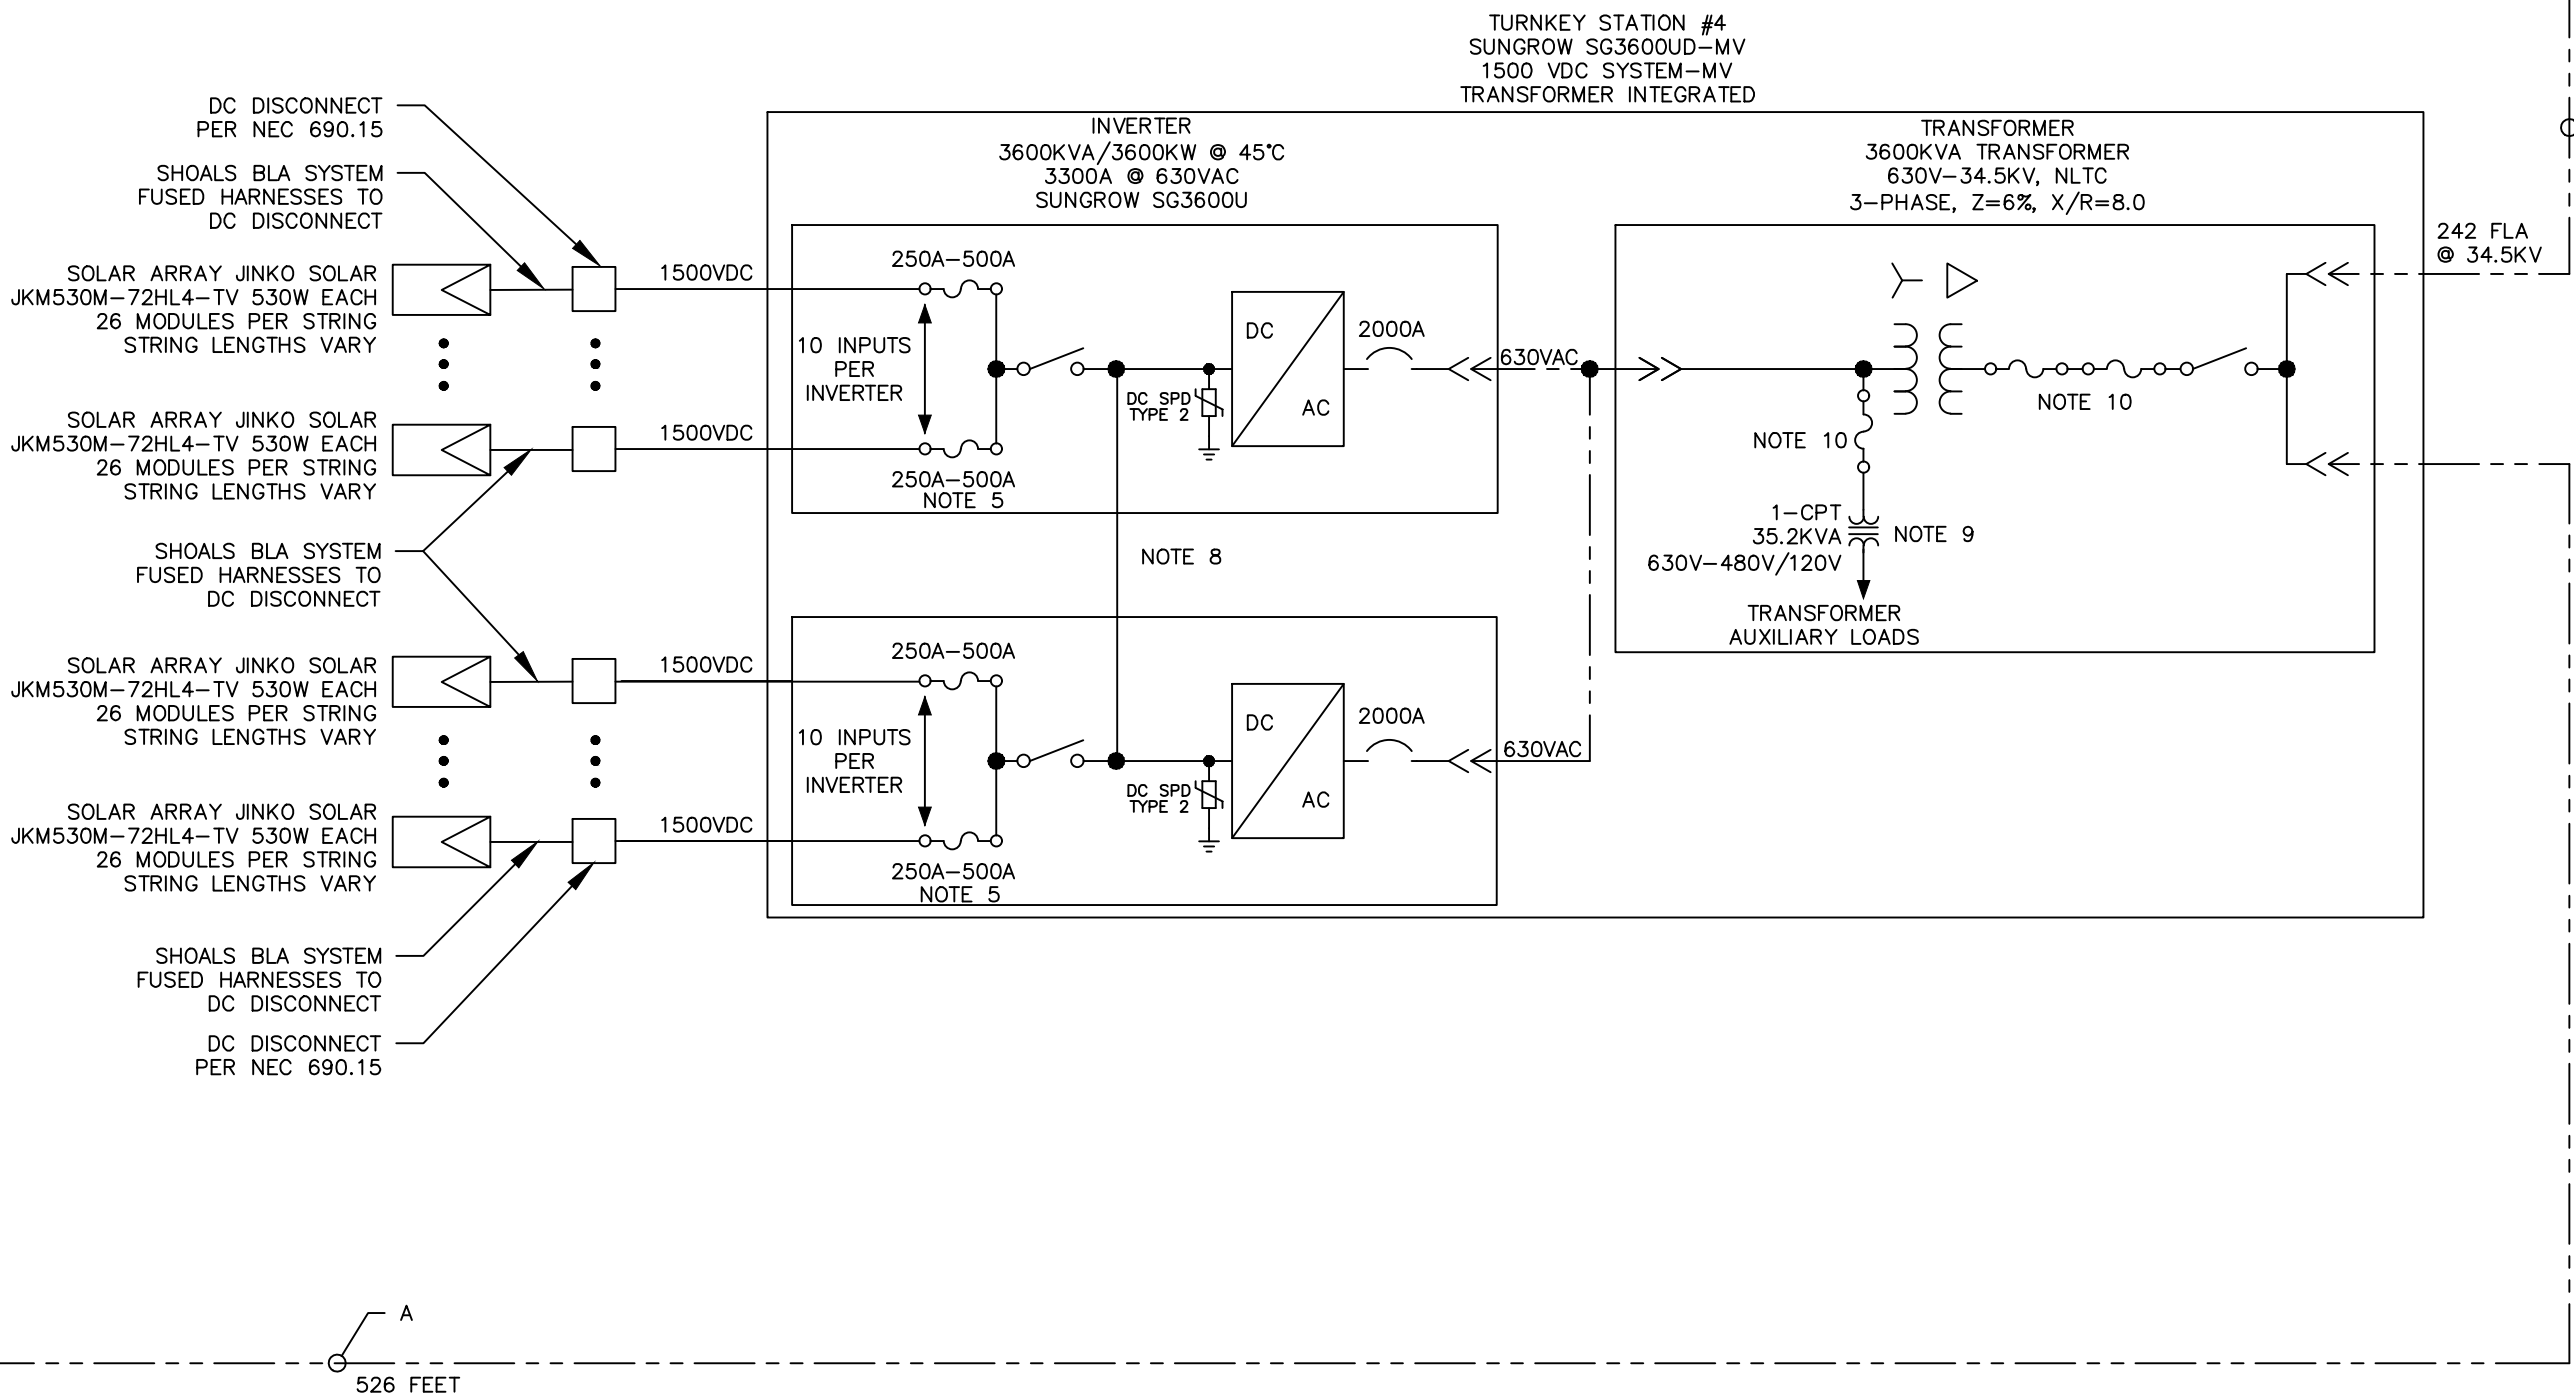 TURNKEY STATION #4
SUNGROW SG3600UD-MV
1500 VDC SYSTEM-MV
TRANSFORMER INTEGRATED
DC DISCONNECT
PER NEC 690.15
SHOALS BLA SYSTEM
FUSED HARNESSES TO
DC DISCONNECT
INVERTER
3600KVA/3600KW @ 45°C
3300A @ 630VAC
SUNGROW SG3600U
TRANSFORMER
3600KVA TRANSFORMER
630V-34.5KV, NLTC
3-PHASE, Z=6%, X/R=8.0
242 FLA
@ 34.5KV
SOLAR ARRAY JINKO SOLAR
JKM530M-72HL4-TV 530W EACH
26 MODULES PER STRING
STRING LENGTHS VARY
1500VDC
250A-500A
10 INPUTS
PER
INVERTER
DC SPD
TYPE 2
DC
AC
2000A
630VAC
NOTE 10
NOTE 10
SOLAR ARRAY JINKO SOLAR
JKM530M-72HL4-TV 530W EACH
26 MODULES PER STRING
STRING LENGTHS VARY
1500VDC
250A-500A
NOTE 5
1-CPT
35.2KVA
630V-480V/120V
NOTE 9
TRANSFORMER
AUXILIARY LOADS
SHOALS BLA SYSTEM
FUSED HARNESSES TO
DC DISCONNECT
NOTE 8
SOLAR ARRAY JINKO SOLAR
JKM530M-72HL4-TV 530W EACH
26 MODULES PER STRING
STRING LENGTHS VARY
1500VDC
250A-500A
10 INPUTS
PER
INVERTER
DC SPD
TYPE 2
DC
AC
2000A
630VAC
SOLAR ARRAY JINKO SOLAR
JKM530M-72HL4-TV 530W EACH
26 MODULES PER STRING
STRING LENGTHS VARY
1500VDC
250A-500A
NOTE 5
SHOALS BLA SYSTEM
FUSED HARNESSES TO
DC DISCONNECT
DC DISCONNECT
PER NEC 690.15
A
526 FEET